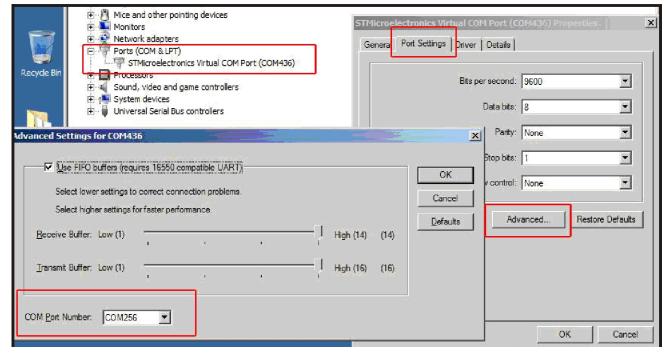 Mice and other pointing devices
Monitors
Network adapters
Ports (COM & LPT)
STMicroelectronics Virtual COM Port (COM436)
Processors
Sound, video and game controllers
System devices
Universal Serial Bus controllers
Recycle Bin
STMicroelectronics Virtual COM Port (COM436) Properties
General
Port Settings
Driver
Details
Bits per second: 9600
Data bits: 8
Parity: None
Stop bits: 1
w control: None
Advanced...
Restore Defaults
OK
Cancel
Advanced Settings for COM436
Use FIFO buffers (requires 16550 compatible UART)
Select lower settings to correct connection problems.
Select higher settings for faster performance.
Receive Buffer: Low (1) High (14) (14)
Transmit Buffer: Low (1) High (16) (16)
COM Port Number: COM256
OK
Cancel
Defaults